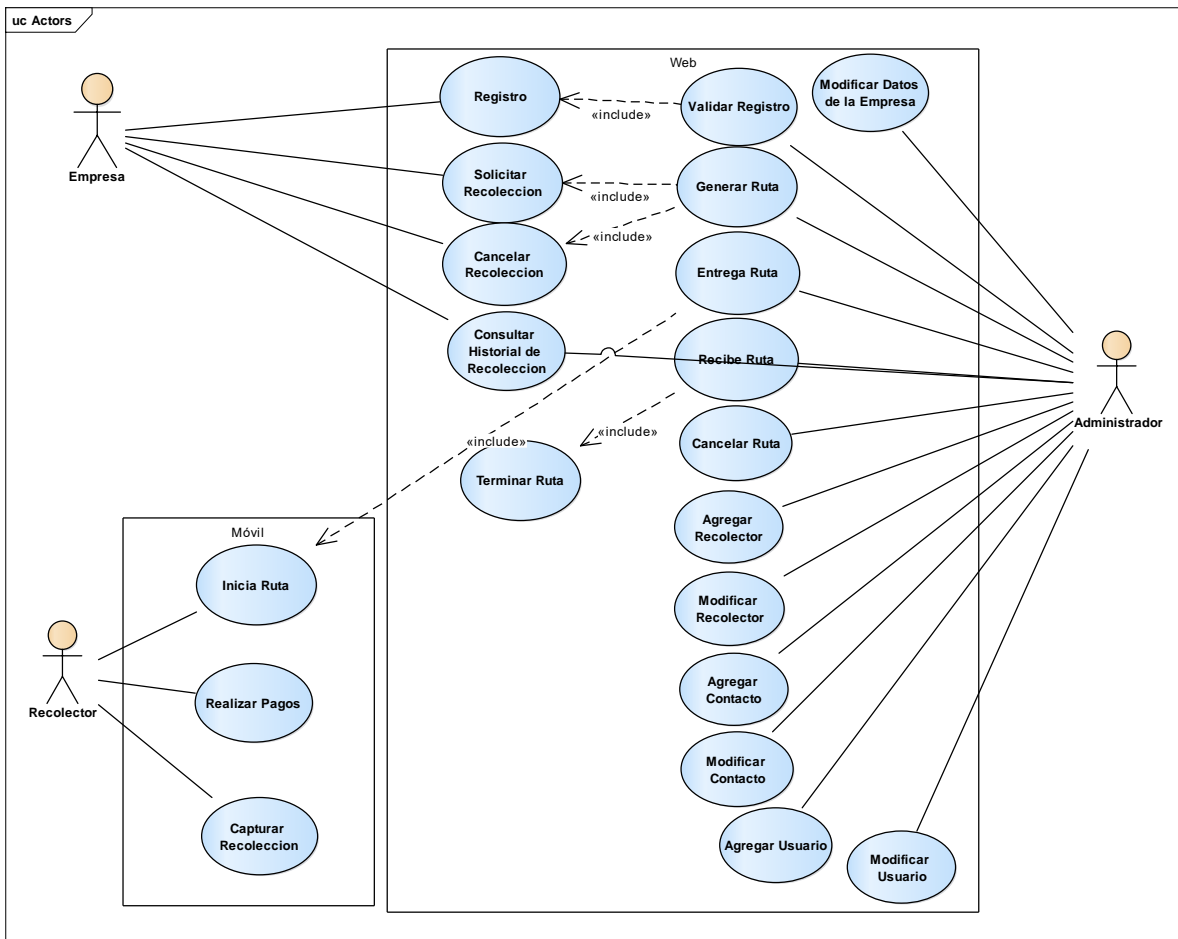 uc Actors
Web
Registro
Validar Registro
Modificar Datos
de la Empresa
«include»
Empresa
Solicitar
Recoleccion
Generar Ruta
«include»
«include»
Cancelar
Recoleccion
Entrega Ruta
Consultar
Historial de
Recoleccion
Recibe Ruta
Administrador
«include»
«include»
Cancelar Ruta
Terminar Ruta
Agregar
Recolector
Móvil
Inicia Ruta
Modificar
Recolector
Recolector
Realizar Pagos
Agregar
Contacto
Modificar
Contacto
Capturar
Recoleccion
Agregar Usuario
Modificar
Usuario